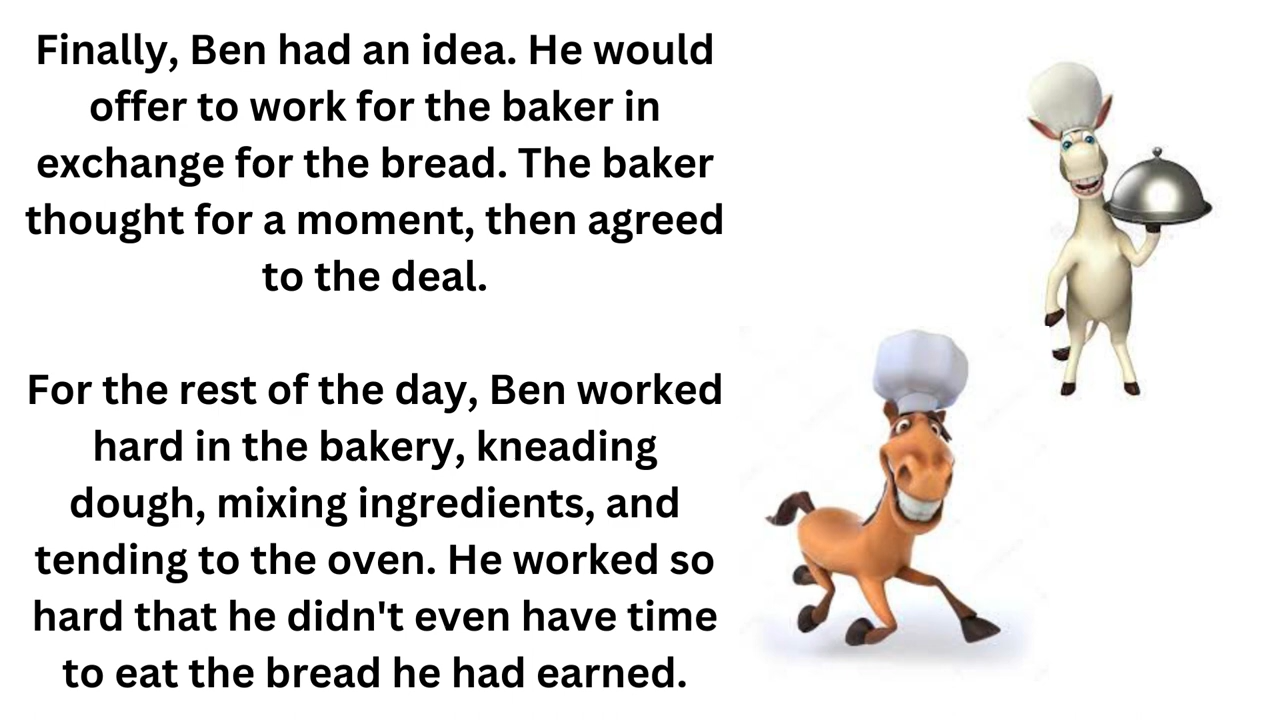 Finally, Ben had an idea. He would
offer to work for the baker in
exchange for the bread. The baker
thought for a moment, then agreed
to the deal.
For the rest of the day, Ben worked
hard in the bakery, kneading
dough, mixing ingredients, and
tending to the oven. He worked so
hard that he didn't even have time
to eat the bread he had earned.